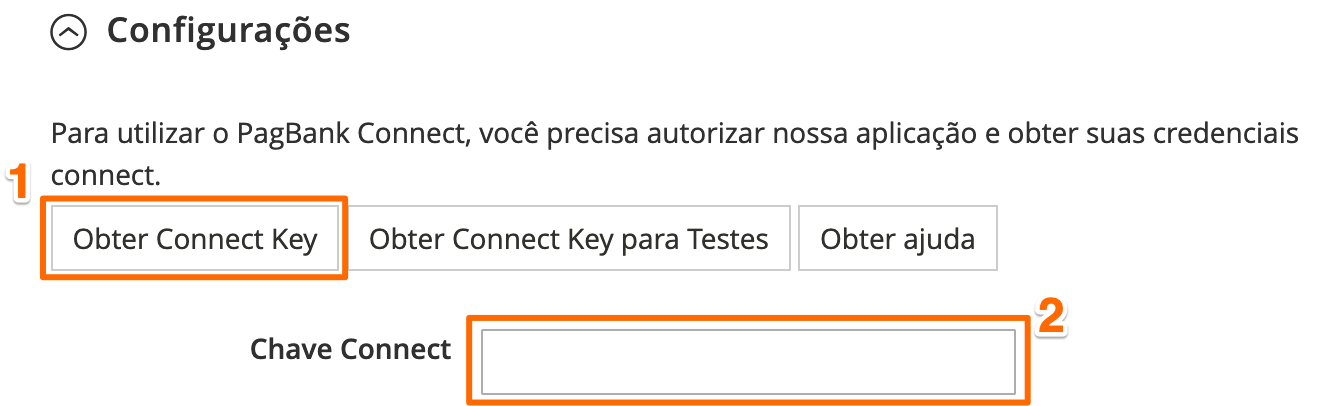 Configurações
Para utilizar o PagBank Connect, você precisa autorizar nossa aplicação e obter suas credenciais
connect.
1
Obter Connect Key Obter Connect Key para Testes Obter ajuda
2
Chave Connect